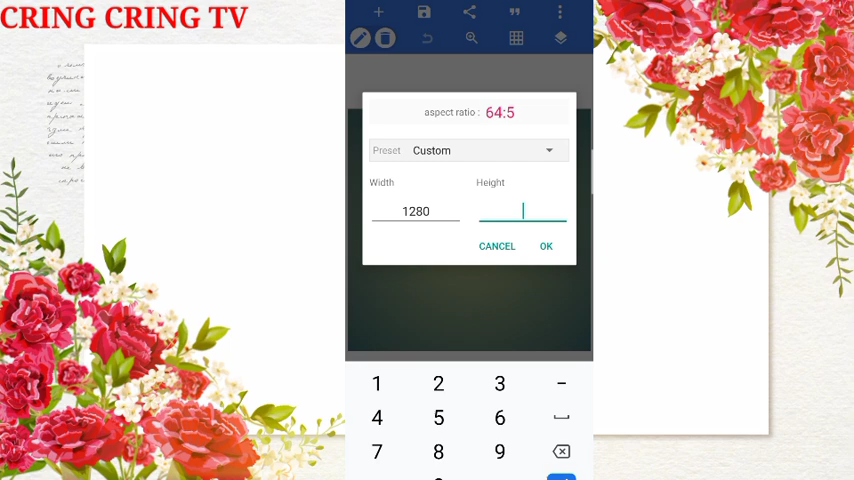 CRING CRING TV
aspect ratio : 64:5
Preset Custom
Width Height
1280
CANCEL OK
1 2 3 –
4 5 6
7 8 9